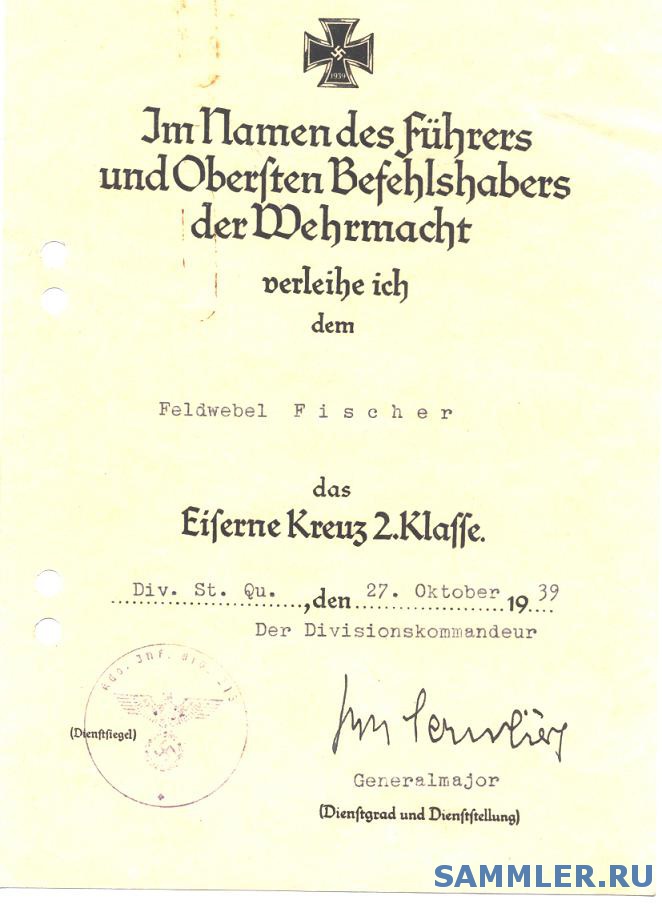 1939
Im Namen des Führers
und Obersten Befehlshabers
der Wehrmacht
verleihe ich
dem
Feldwebel Fischer
das
Eiserne Kreuz 2.Klasse.
Div. St. Qu. ,den 27. Oktober 1939
Der Divisionskommandeur
Inf.
(Dienstsiegel)
Generalmajor
(Dienstgrad und Dienststellung)
SAMMLER.RU